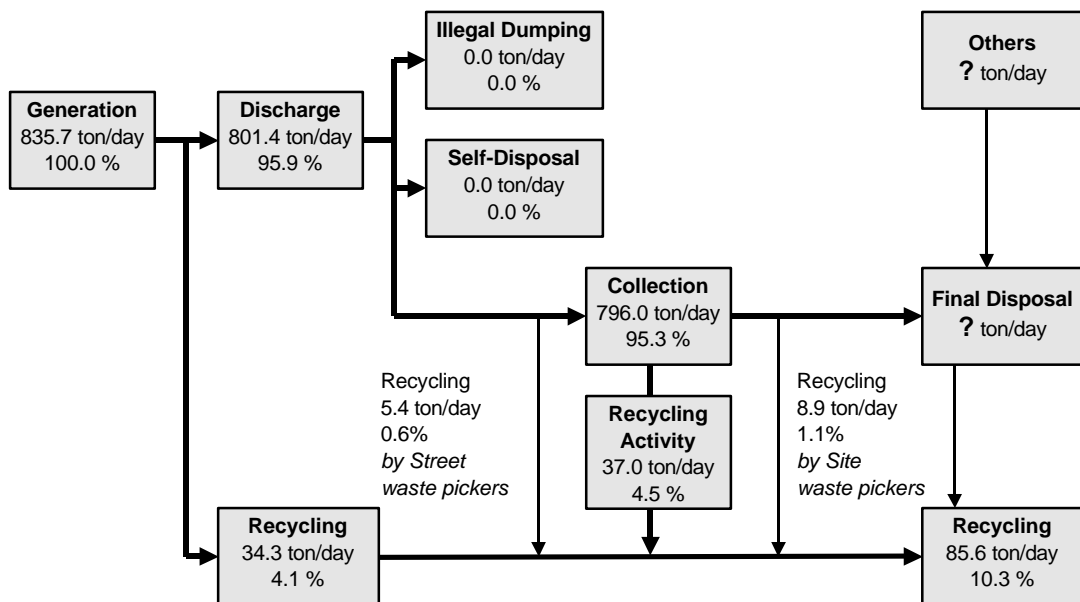 Illegal Dumping
0.0 ton/day
0.0 %
Others
? ton/day
Generation
835.7 ton/day
100.0 %
Discharge
801.4 ton/day
95.9 %
Self-Disposal
0.0 ton/day
0.0 %
Collection
796.0 ton/day
95.3 %
Final Disposal
? ton/day
Recycling
5.4 ton/day
0.6%
by Street
waste pickers
Recycling
Activity
37.0 ton/day
4.5 %
Recycling
8.9 ton/day
1.1%
by Site
waste pickers
Recycling
34.3 ton/day
4.1 %
Recycling
85.6 ton/day
10.3 %